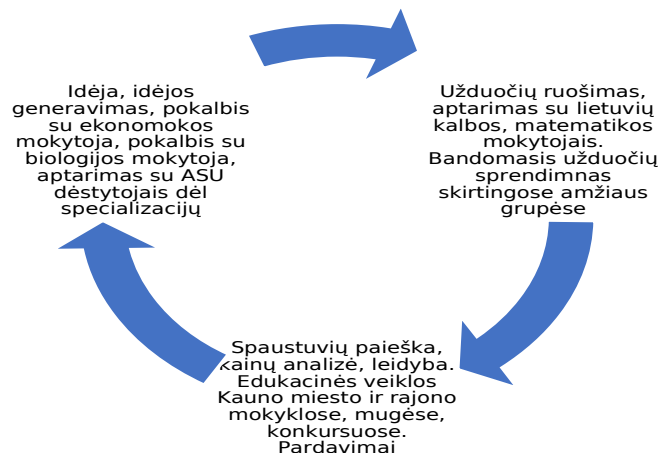 Idėja, idėjos
generavimas, pokalbis
su ekonomokos
mokytoja, pokalbis su
biologijos mokytoja,
aptarimas su ASU
dėstytojais dėl
specializacijų
Užduočių ruošimas,
aptarimas su lietuvių
kalbos, matematikos
mokytojais.
Bandomasis užduočių
sprendimnas
skirtingose amžiaus
grupėse
Spaustuvių paieška,
kainų analizė, leidyba.
Edukacinės veiklos
Kauno miesto ir rajono
mokyklose, mugėse,
konkursuose.
Pardavimai